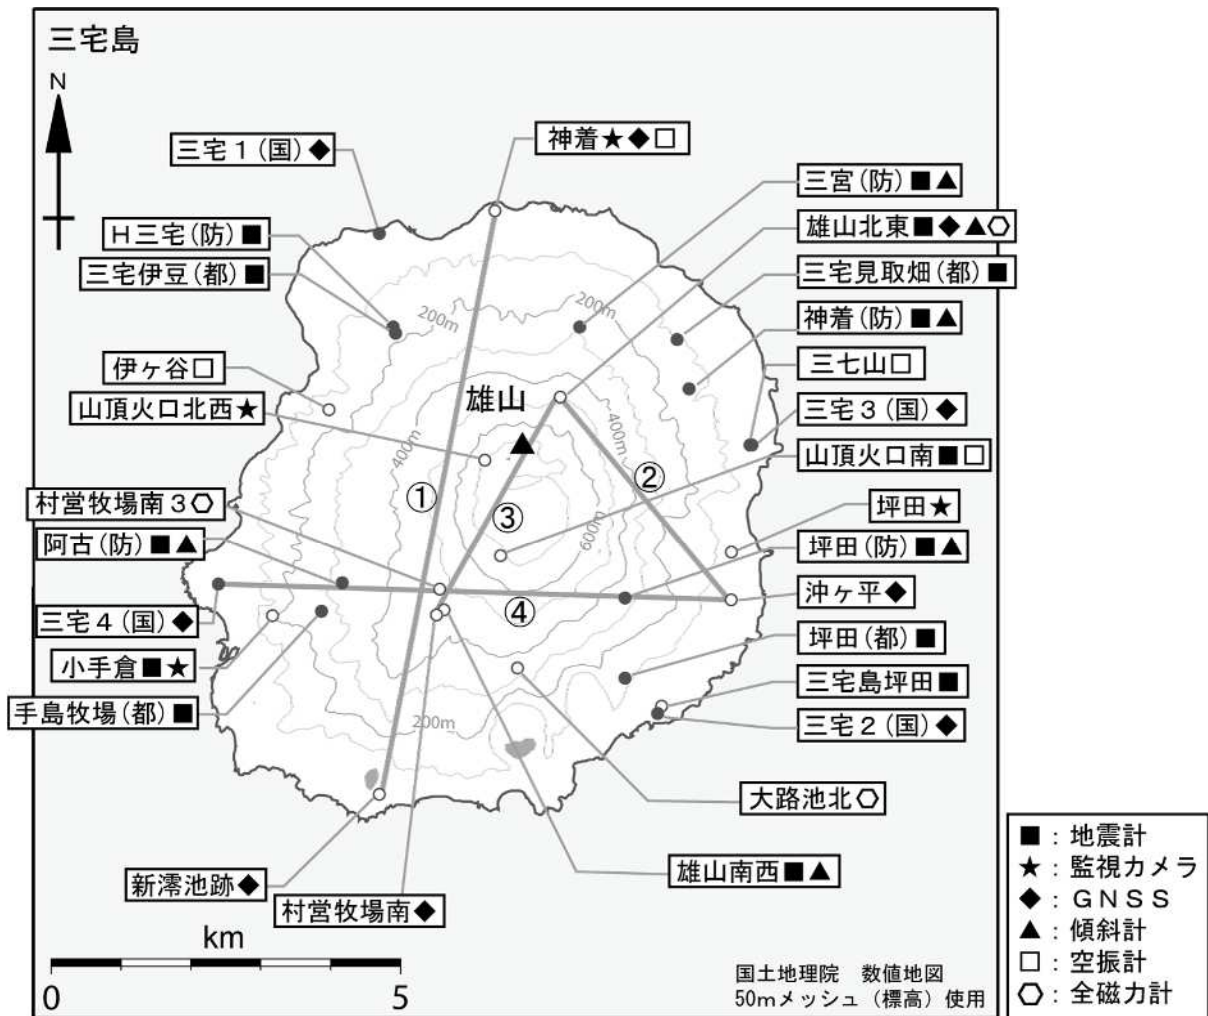 三宅島
N
神着★◆□
三宅1(国)◆
三宮(防)■▲
H三宅(防)■
雄山北東■◆▲⬡
三宅伊豆(都)■
三宅見取畑(都)■
神着(防)■▲
200m
200m
伊ヶ谷□
三七山□
山頂火口北西★
雄山
三宅3(国)◆
400m
400m
山頂火口南■□
①
②
③
村営牧場南3⬡
坪田★
600m
阿古(防)■▲
坪田(防)■▲
④
沖ヶ平◆
三宅4(国)◆
坪田(都)■
小手倉■★
三宅島坪田■
手島牧場(都)■
200m
三宅2(国)◆
大路池北⬡
雄山南西■▲
新澪池跡◆
村営牧場南◆
km
0
5
国土地理院 数値地図
50mメッシュ(標高)使用
■:地震計
★:監視カメラ
◆:GNSS
▲:傾斜計
□:空振計
⬡:全磁力計